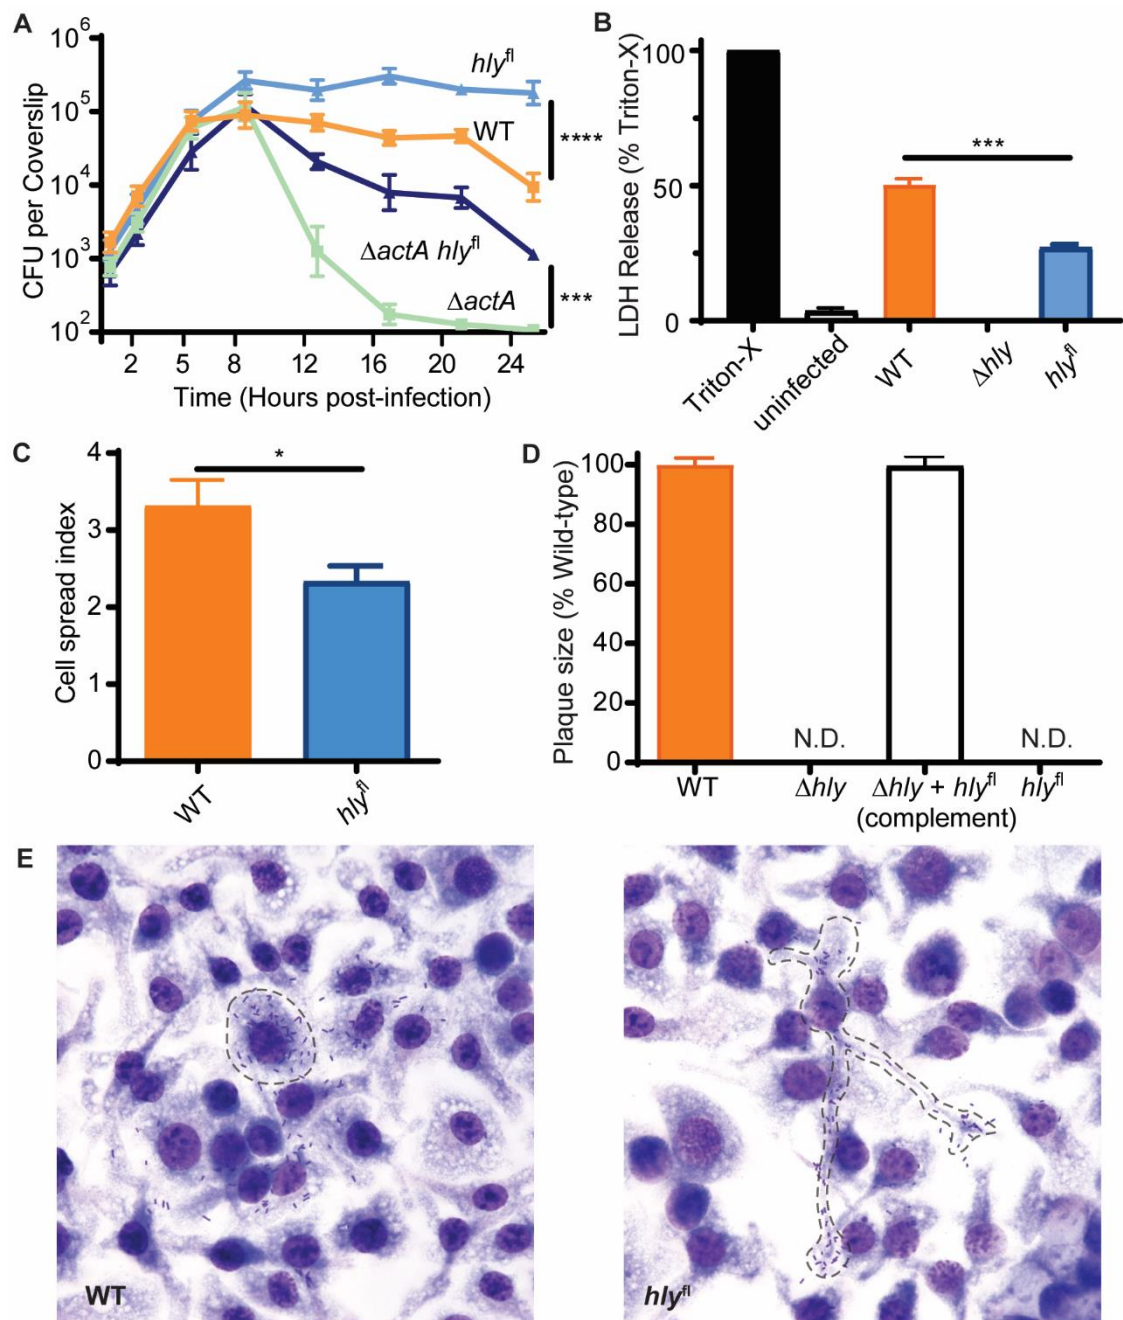 A
10^6
10^5
10^4
10^3
10^2
CFU per Coverslip
hly^fl
WT
****
ΔactA hly^fl
ΔactA
***
2 5 8 12 16 20 24
Time (Hours post-infection)
B
100
50
0
LDH Release (% Triton-X)
***
Triton-X
uninfected
WT
Δhly
hly^fl
C
4
3
2
1
0
Cell spread index
*
WT
hly^fl
D
100
80
60
40
20
0
Plaque size (% Wild-type)
N.D. N.D.
WT Δhly Δhly + hly^fl hly^fl
(complement)
E
WT
hly^fl